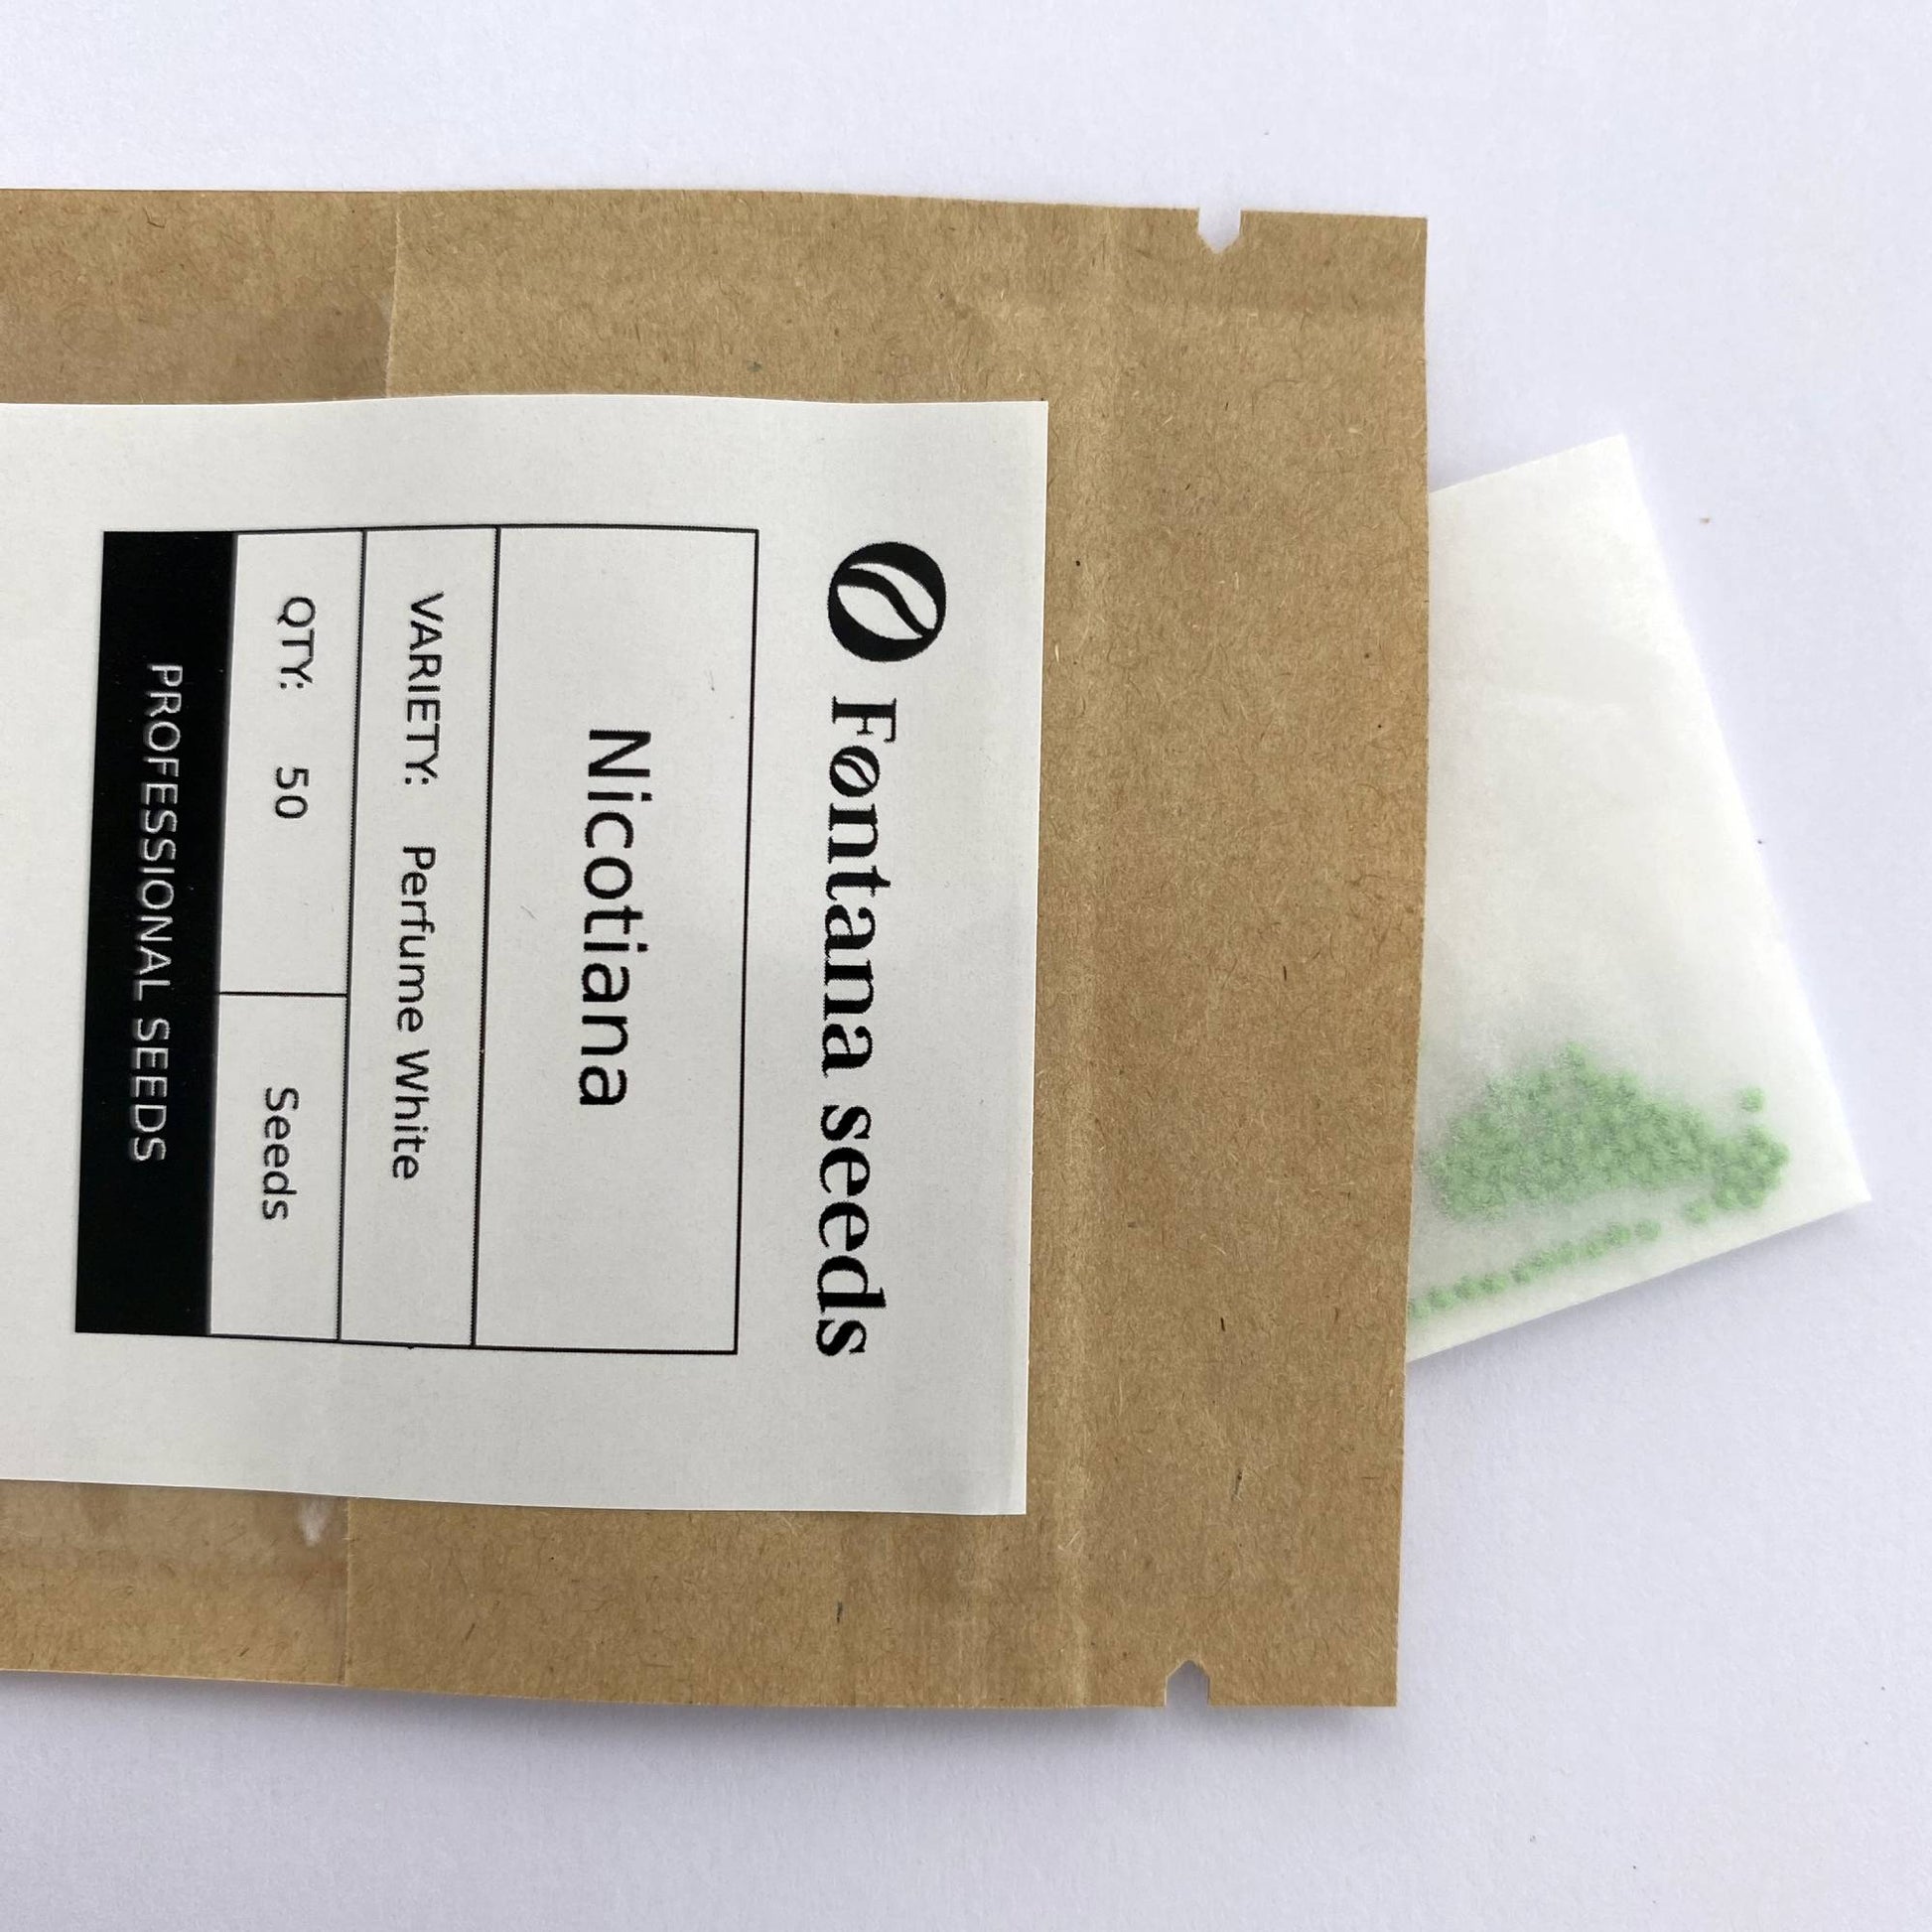 Fontana seeds
Nicotiana
VARIETY: Perfume White
QTY: 50 Seeds
PROFESSIONAL SEEDS